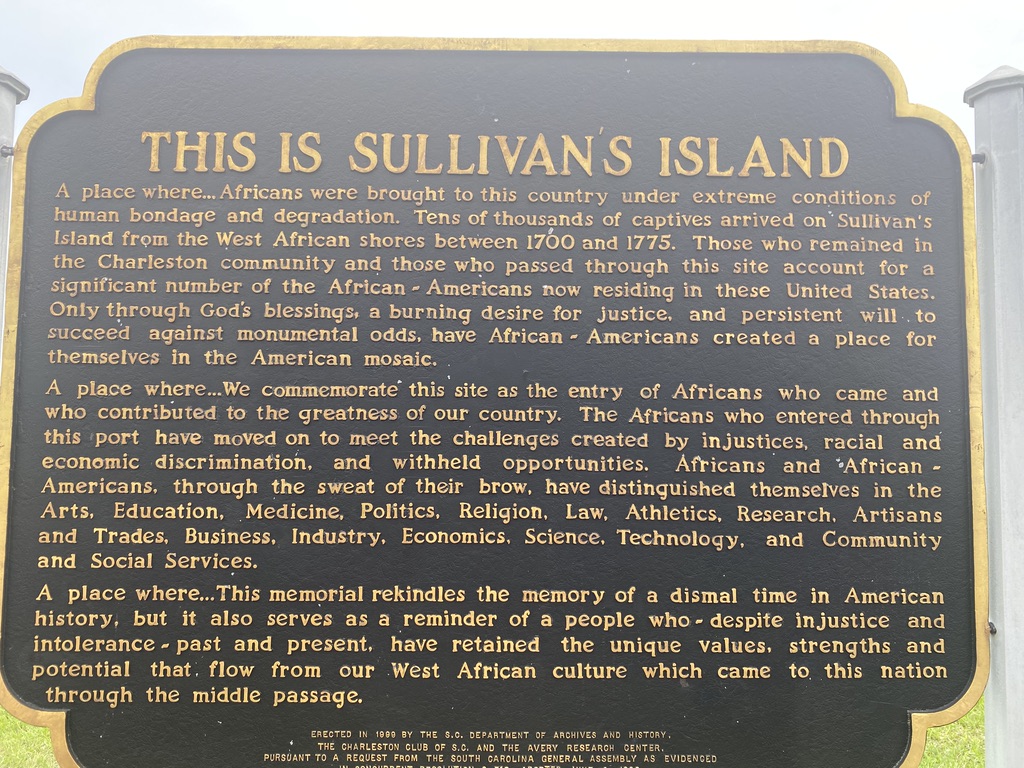 THIS IS SULLIVAN'S ISLAND
A place where... Africans were brought to this country under extreme conditions of
human bondage and degradation. Tens of thousands of captives arrived on Sullivan's
Island from the West African shores between 1700 and 1775. Those who remained in
the Charleston community and those who passed through this site account for a
significant number of the African-Americans now residing in these United States.
Only through God's blessings, a burning desire for justice, and persistent will to
succeed against monumental odds, have African-Americans created a place for
themselves in the American mosaic.
A place where...We commemorate this site as the entry of Africans who came and
who contributed to the greatness of our country. The Africans who entered through
this port have moved on to meet the challenges created by injustices, racial and
economic discrimination, and withheld opportunities. Africans and African-
Americans, through the sweat of their brow, have distinguished themselves in the
Arts, Education, Medicine, Politics, Religion, Law, Athletics, Research, Artisans
and Trades, Business, Industry, Economics, Science, Technology, and Community
and Social Services.
A place where...This memorial rekindles the memory of a dismal time in American
history, but it also serves as a reminder of a people who-despite injustice and
intolerance-past and present, have retained the unique values, strengths and
potential that flow from our West African culture which came to this nation
through the middle passage.
ERECTED IN 1999 BY THE S.C. DEPARTMENT OF ARCHIVES AND HISTORY,
THE CHARLESTON CLUB OF S.C. AND THE AVERY RESEARCH CENTER,
PURSUANT TO A REQUEST FROM THE SOUTH CAROLINA GENERAL ASSEMBLY AS EVIDENCED
IN CONCURRENT RESOLUTION